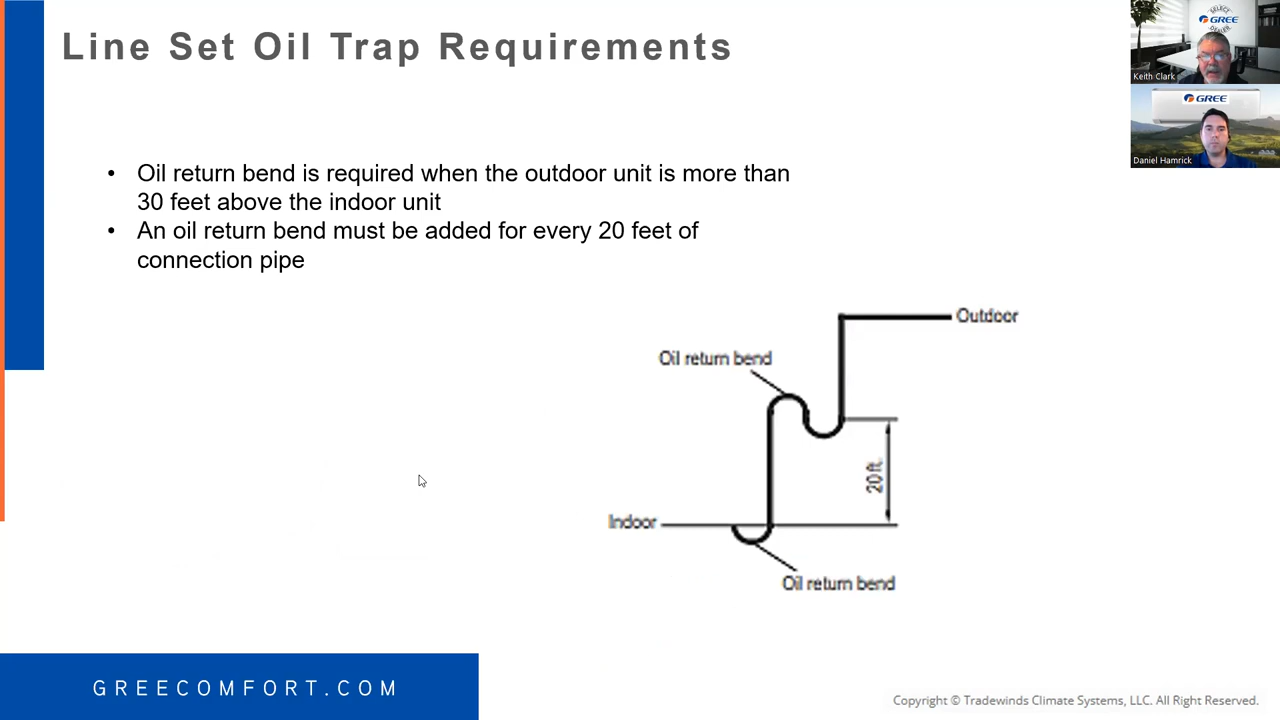 Line Set Oil Trap Requirements
SELECT
GREE
DEALER
Keith Clark
GREE
Daniel Hamrick
• Oil return bend is required when the outdoor unit is more than
30 feet above the indoor unit
• An oil return bend must be added for every 20 feet of
connection pipe
Outdoor
Oil return bend
20 ft.
Indoor
Oil return bend
GREECOMFORT.COM
Copyright © Tradewinds Climate Systems, LLC. All Right Reserved.